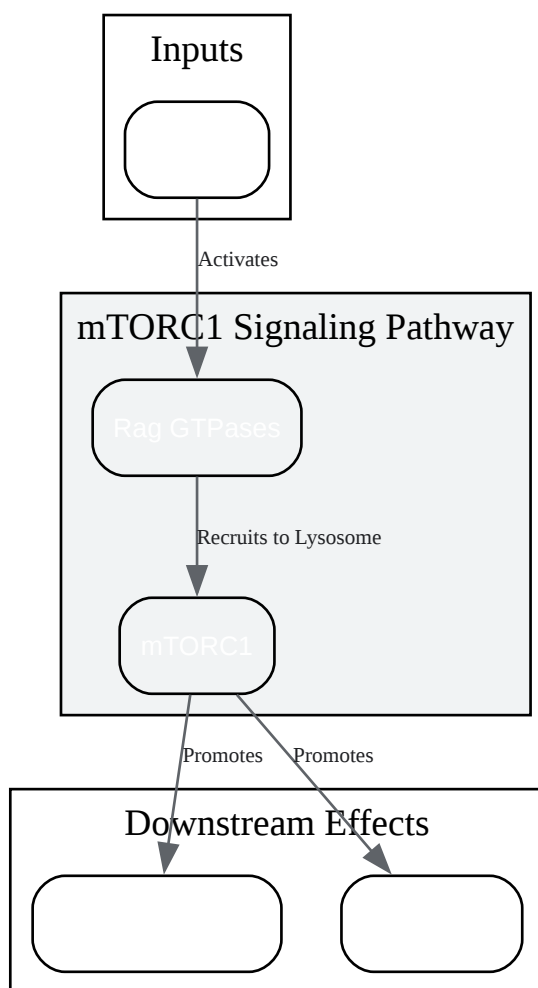 Inputs
Activates
mTORC1 Signaling Pathway
Rag GTPases
Recruits to Lysosome
mTORC1
Promotes
Promotes
Downstream Effects